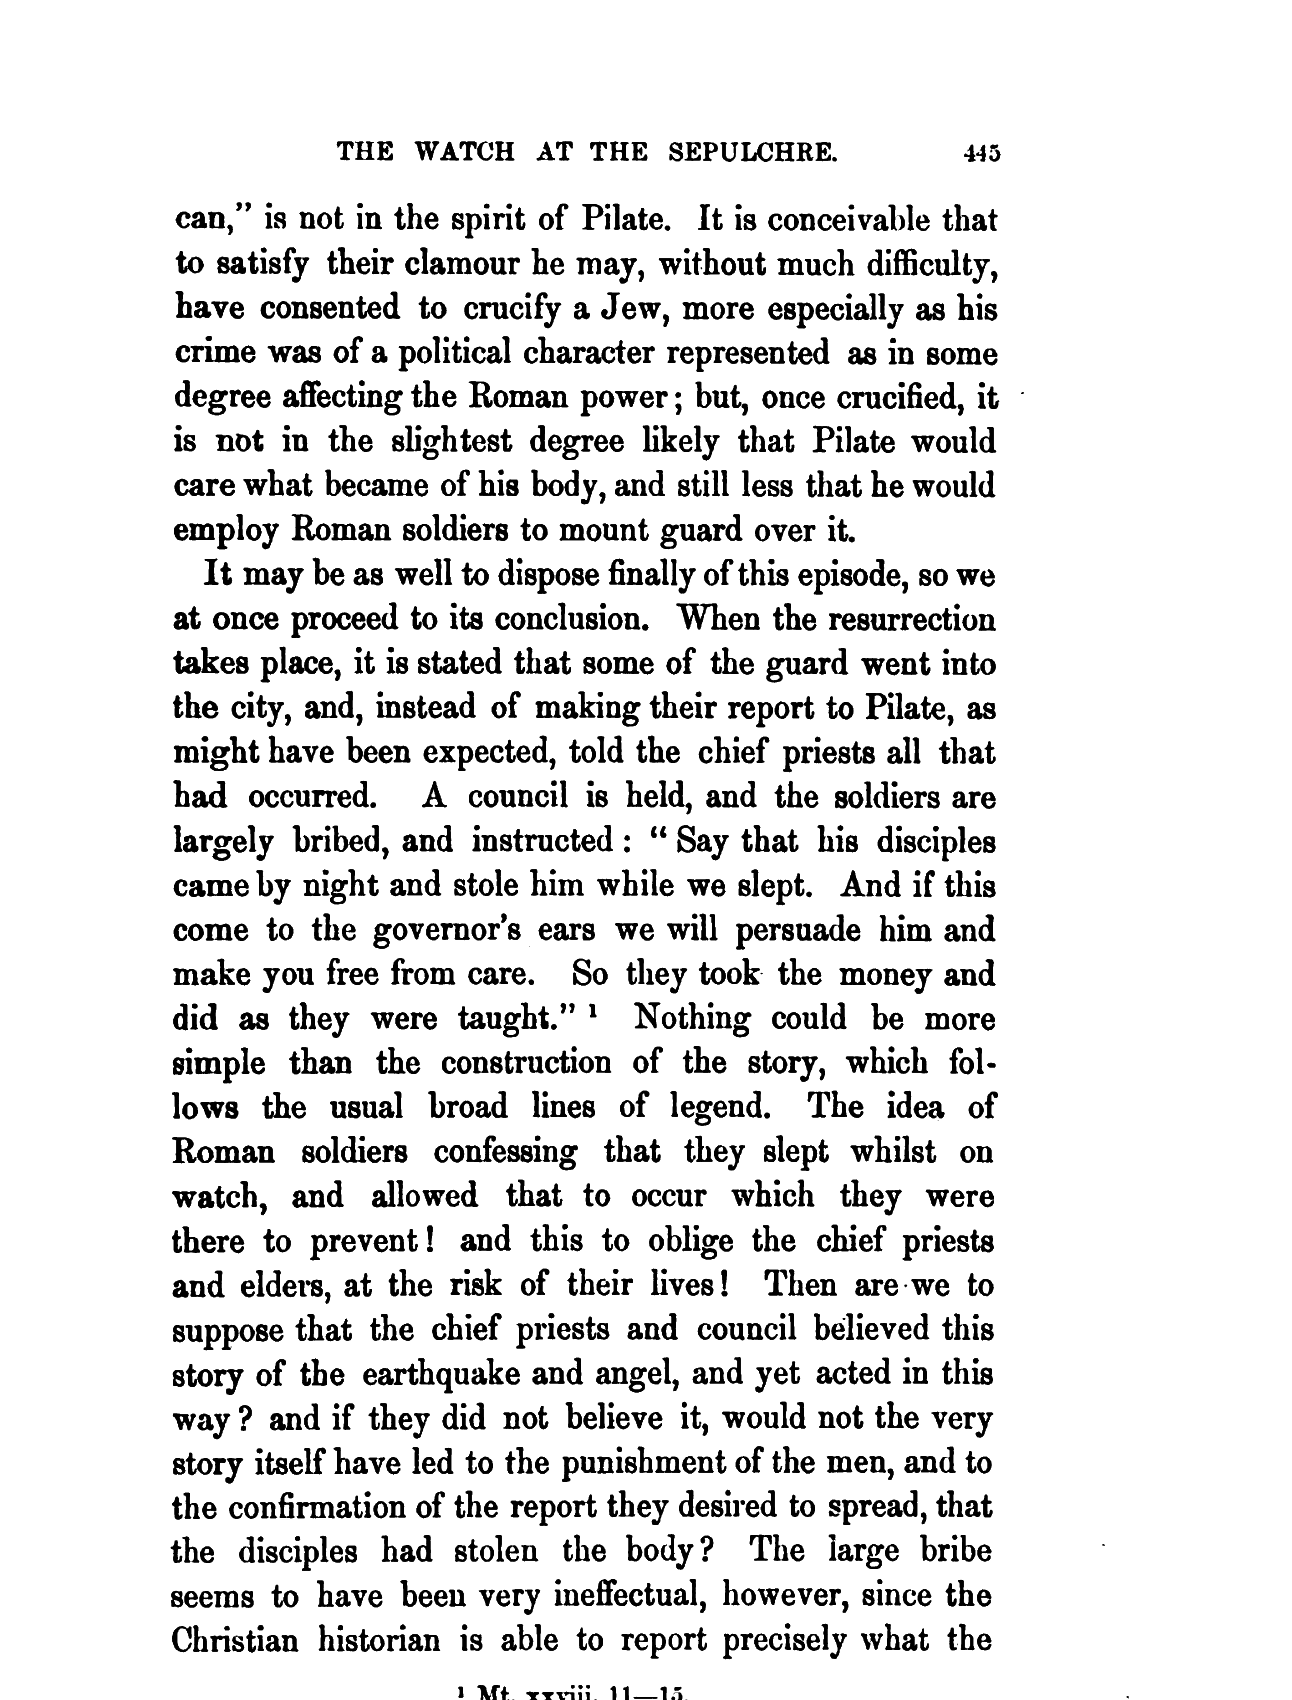 THE WATCH AT THE SEPULCHRE. 445
can,” is not in the spirit of Pilate. It is conceivable that
to satisfy their clamour he may, without much difficulty,
have consented to crucify a Jew, more especially as his
crime was of a political character represented as in some
degree affecting the Roman power; but, once crucified, it
is not in the slightest degree likely that Pilate would
care what became of his body, and still less that he would
employ Roman soldiers to mount guard over it.
It may be as well to dispose finally of this episode, so we
at once proceed to its conclusion. When the resurrection
takes place, it is stated that some of the guard went into
the city, and, instead of making their report to Pilate, as
might have been expected, told the chief priests all that
had occurred. A council is held, and the soldiers are
largely bribed, and instructed: “Say that his disciples
came by night and stole him while we slept. And if this
come to the governor’s ears we will persuade him and
make you free from care. So they took the money and
did as they were taught.” ¹ Nothing could be more
simple than the construction of the story, which fol-
lows the usual broad lines of legend. The idea of
Roman soldiers confessing that they slept whilst on
watch, and allowed that to occur which they were
there to prevent! and this to oblige the chief priests
and elders, at the risk of their lives! Then are we to
suppose that the chief priests and council believed this
story of the earthquake and angel, and yet acted in this
way? and if they did not believe it, would not the very
story itself have led to the punishment of the men, and to
the confirmation of the report they desired to spread, that
the disciples had stolen the body? The large bribe
seems to have been very ineffectual, however, since the
Christian historian is able to report precisely what the
¹ Mt. xxviii. 11—15.